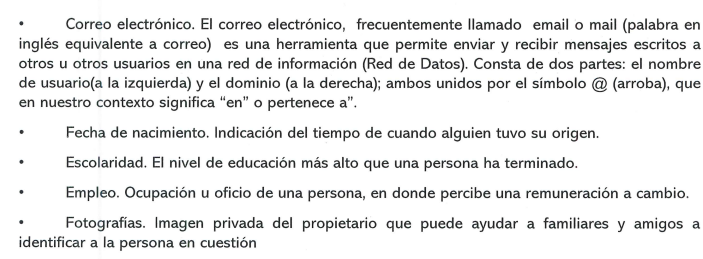 • Correo electrónico. El correo electrónico, frecuentemente llamado email o mail (palabra en
inglés equivalente a correo) es una herramienta que permite enviar y recibir mensajes escritos a
otros u otros usuarios en una red de información (Red de Datos). Consta de dos partes: el nombre
de usuario(a la izquierda) y el dominio (a la derecha); ambos unidos por el símbolo @ (arroba), que
en nuestro contexto significa “en” o pertenece a”.
• Fecha de nacimiento. Indicación del tiempo de cuando alguien tuvo su origen.
• Escolaridad. El nivel de educación más alto que una persona ha terminado.
• Empleo. Ocupación u oficio de una persona, en donde percibe una remuneración a cambio.
• Fotografías. Imagen privada del propietario que puede ayudar a familiares y amigos a
identificar a la persona en cuestión